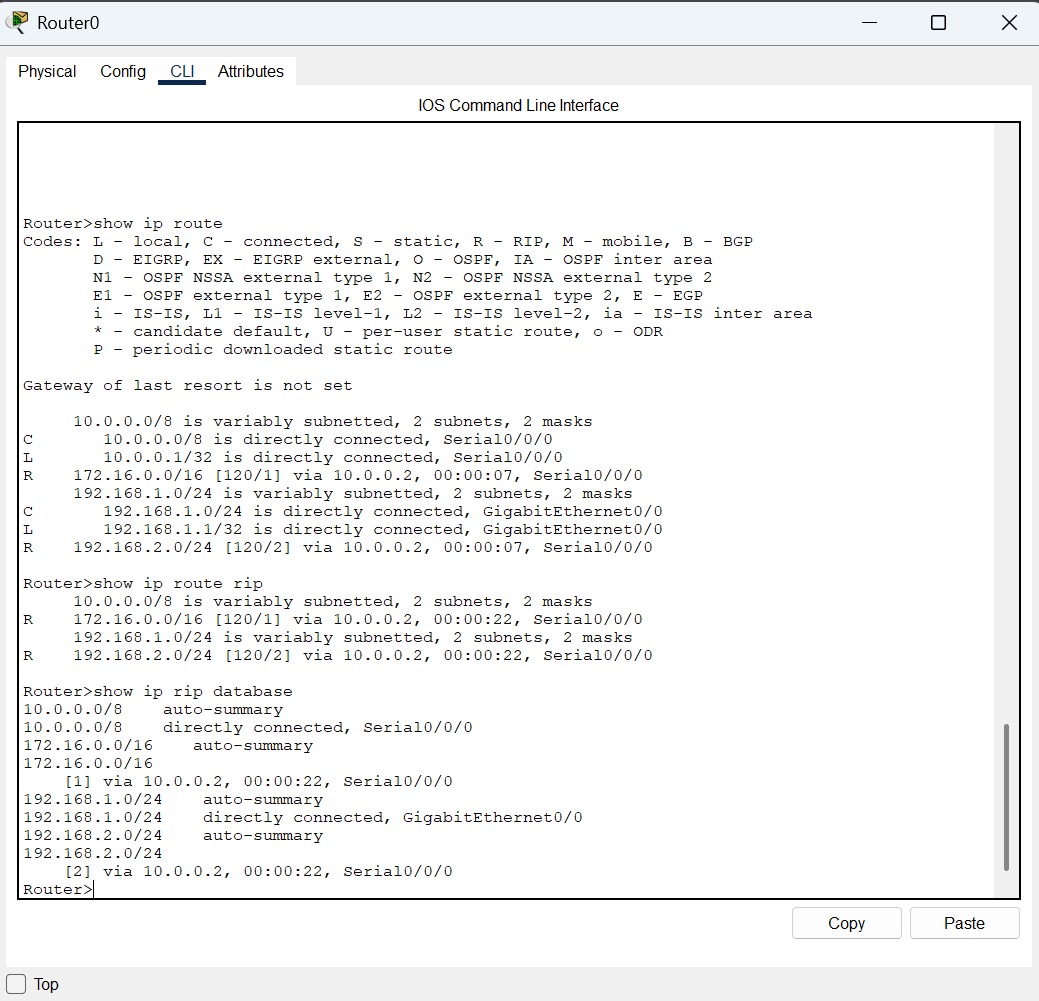 Router0
Physical Config CLI Attributes
IOS Command Line Interface
Router>show ip route
Codes: L - local, C - connected, S - static, R - RIP, M - mobile, B - BGP
       D - EIGRP, EX - EIGRP external, O - OSPF, IA - OSPF inter area
       N1 - OSPF NSSA external type 1, N2 - OSPF NSSA external type 2
       E1 - OSPF external type 1, E2 - OSPF external type 2, E - EGP
       i - IS-IS, L1 - IS-IS level-1, L2 - IS-IS level-2, ia - IS-IS inter area
       * - candidate default, U - per-user static route, o - ODR
       P - periodic downloaded static route
Gateway of last resort is not set
     10.0.0.0/8 is variably subnetted, 2 subnets, 2 masks
C       10.0.0.0/8 is directly connected, Serial0/0/0
L       10.0.0.1/32 is directly connected, Serial0/0/0
R    172.16.0.0/16 [120/1] via 10.0.0.2, 00:00:07, Serial0/0/0
     192.168.1.0/24 is variably subnetted, 2 subnets, 2 masks
C       192.168.1.0/24 is directly connected, GigabitEthernet0/0
L       192.168.1.1/32 is directly connected, GigabitEthernet0/0
R    192.168.2.0/24 [120/2] via 10.0.0.2, 00:00:07, Serial0/0/0
Router>show ip route rip
     10.0.0.0/8 is variably subnetted, 2 subnets, 2 masks
R    172.16.0.0/16 [120/1] via 10.0.0.2, 00:00:22, Serial0/0/0
     192.168.1.0/24 is variably subnetted, 2 subnets, 2 masks
R    192.168.2.0/24 [120/2] via 10.0.0.2, 00:00:22, Serial0/0/0
Router>show ip rip database
10.0.0.0/8    auto-summary
10.0.0.0/8    directly connected, Serial0/0/0
172.16.0.0/16    auto-summary
172.16.0.0/16
    [1] via 10.0.0.2, 00:00:22, Serial0/0/0
192.168.1.0/24    auto-summary
192.168.1.0/24    directly connected, GigabitEthernet0/0
192.168.2.0/24    auto-summary
192.168.2.0/24
    [2] via 10.0.0.2, 00:00:22, Serial0/0/0
Router>
Copy Paste
Top